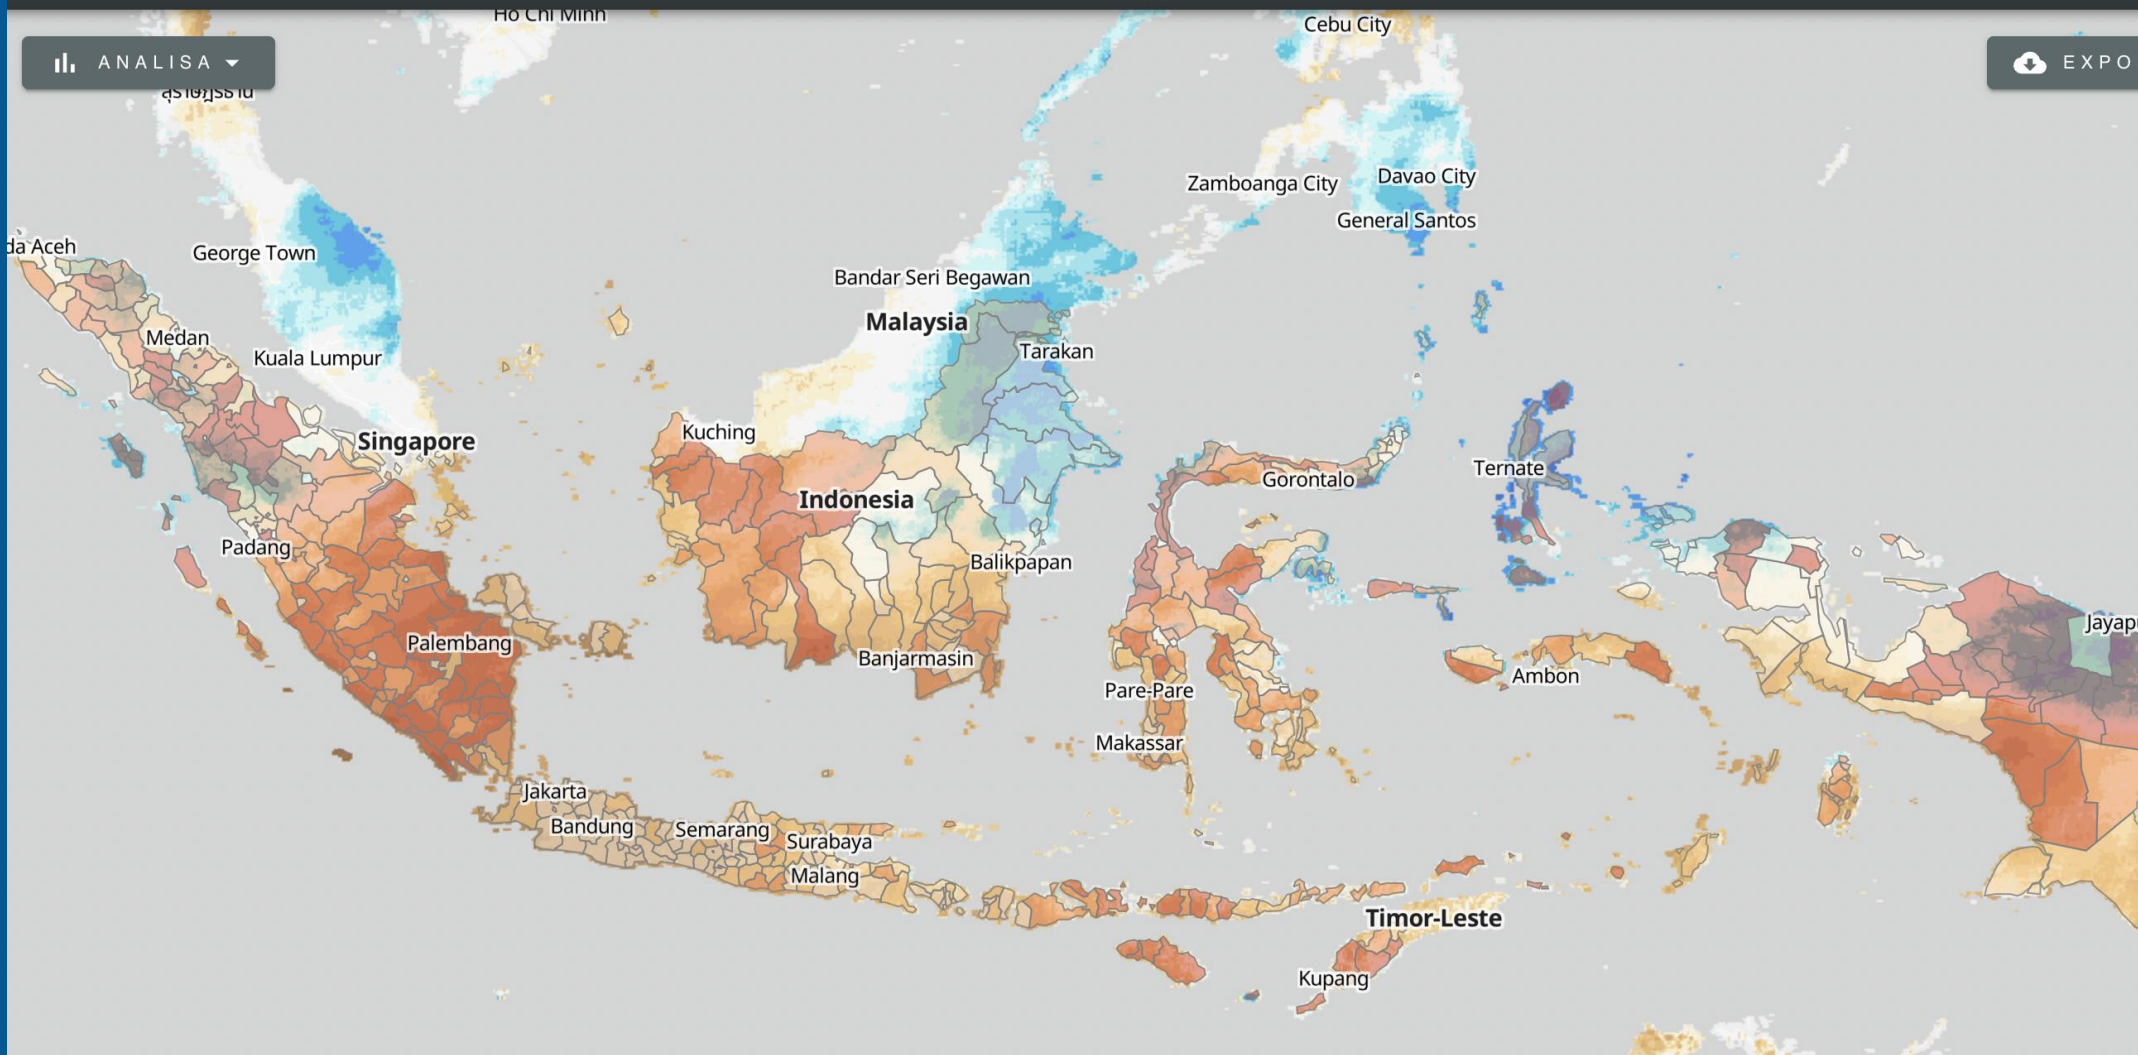 Ho Chi Minh
Cebu City
ANALISA
EXPO
Zamboanga City
Davao City
General Santos
da Aceh
George Town
Bandar Seri Begawan
Malaysia
Medan
Tarakan
Kuala Lumpur
Kuching
Singapore
Ternate
Gorontalo
Indonesia
Padang
Balikpapan
Jayapu
Palembang
Banjarmasin
Ambon
Pare-Pare
Makassar
Jakarta
Bandung
Semarang
Surabaya
Malang
Timor-Leste
Kupang